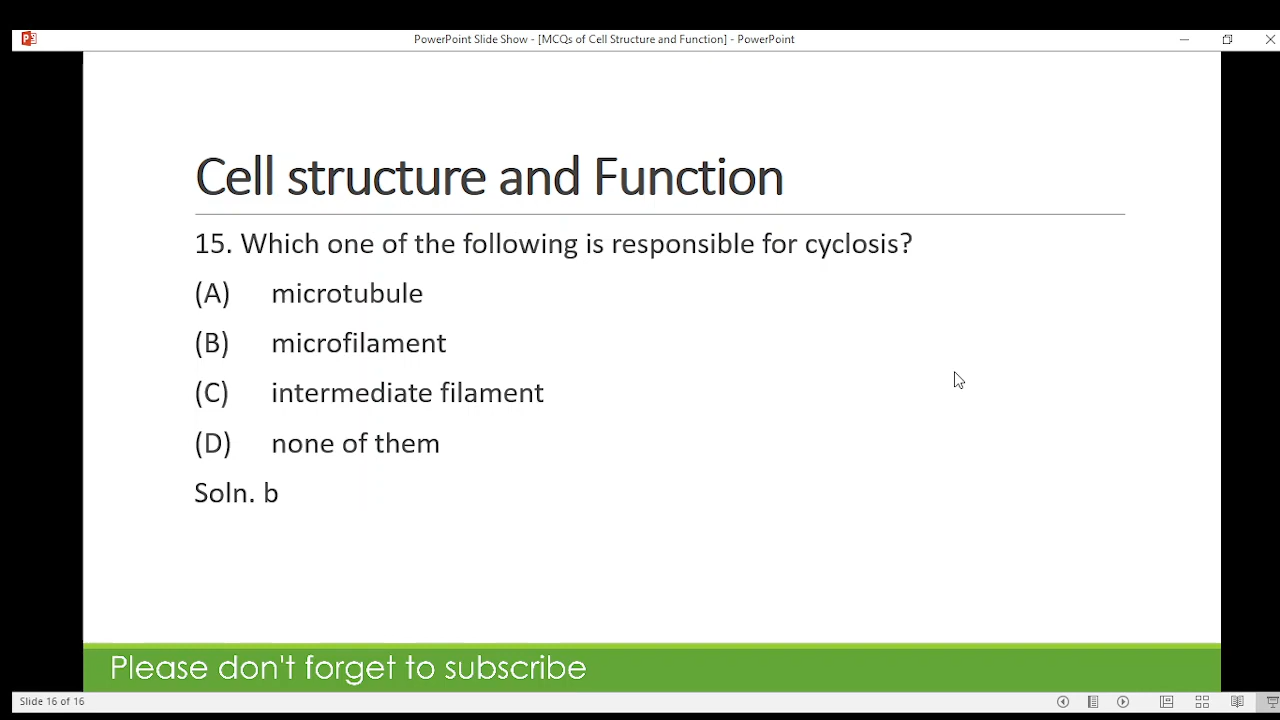 PowerPoint Slide Show - [MCQs of Cell Structure and Function] - PowerPoint
Cell structure and Function
15. Which one of the following is responsible for cyclosis?
(A) microtubule
(B) microfilament
(C) intermediate filament
(D) none of them
Soln. b
Please don't forget to subscribe
Slide 16 of 16